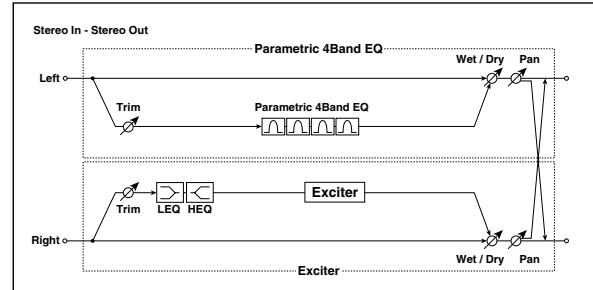 Stereo In - Stereo Out
Parametric 4Band EQ
Wet / Dry Pan
Left
Trim
Parametric 4Band EQ
Exciter
Trim
LEQ HEQ
Right
Wet / Dry Pan
Exciter